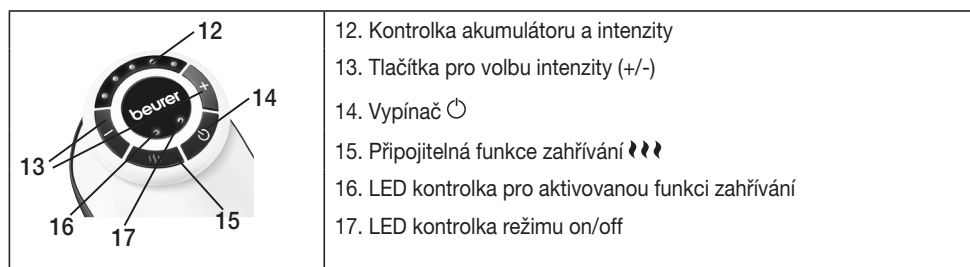 12
14
13
15
16
17
beurer
+
12. Kontrolka akumulátoru a intenzity
13. Tlačítka pro volbu intenzity (+/-)
14. Vypínač
15. Připojitelná funkce zahřívání
16. LED kontrolka pro aktivovanou funkci zahřívání
17. LED kontrolka režimu on/off